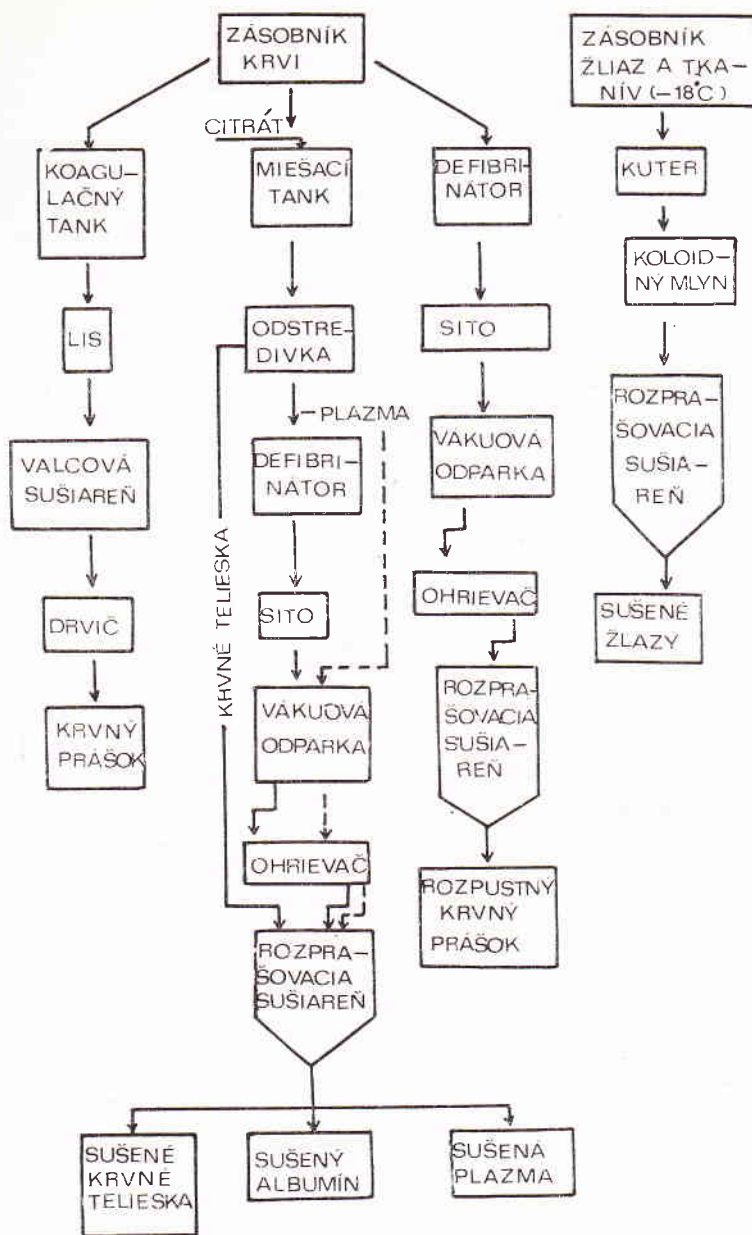 ZÁSOBNÍK
KRVI
ZÁSOBNÍK
ŽLIAZ A TKA-
NÍV (−18°C)
CITRÁT
KOAGU-
LAČNÝ
TANK
MIEŠACÍ
TANK
DEFIBRI-
NÁTOR
KUTER
KOLOID-
NÝ MLYN
LIS
ODSTRE-
DIVKA
SITO
PLAZMA
ROZPRA-
ŠOVACIA
SUŠIA-
REŇ
VALCOVÁ
SUŠIAREŇ
KRVNÉ TELIESKA
DEFIBRI-
NÁTOR
VÁKUOVÁ
ODPARKA
DRVIČ
SITO
OHRIEVAČ
SUŠENÉ
ŽLAZY
KRVNÝ
PRÁŠOK
VÁKUOVÁ
ODPARKA
ROZPRA-
ŠOVACIA
SUŠIA-
REŇ
OHRIEVAČ
ROZPUSTNÝ
KRVNÝ
PRÁŠOK
ROZPRA-
ŠOVACIA
SUŠIAREŇ
SUŠENÉ
KRVNÉ
TELIESKA
SUŠENÝ
ALBUMÍN
SUŠENÁ
PLAZMA